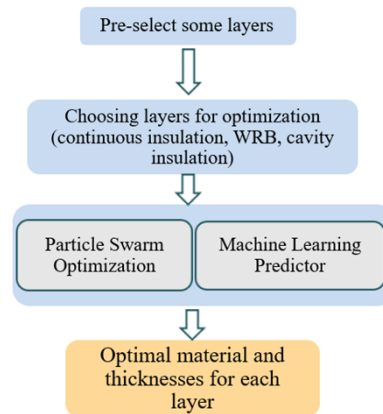 Pre-select some layers
Choosing layers for optimization
(continuous insulation, WRB, cavity
insulation)
Particle Swarm
Optimization
Machine Learning
Predictor
Optimal material and
thicknesses for each
layer